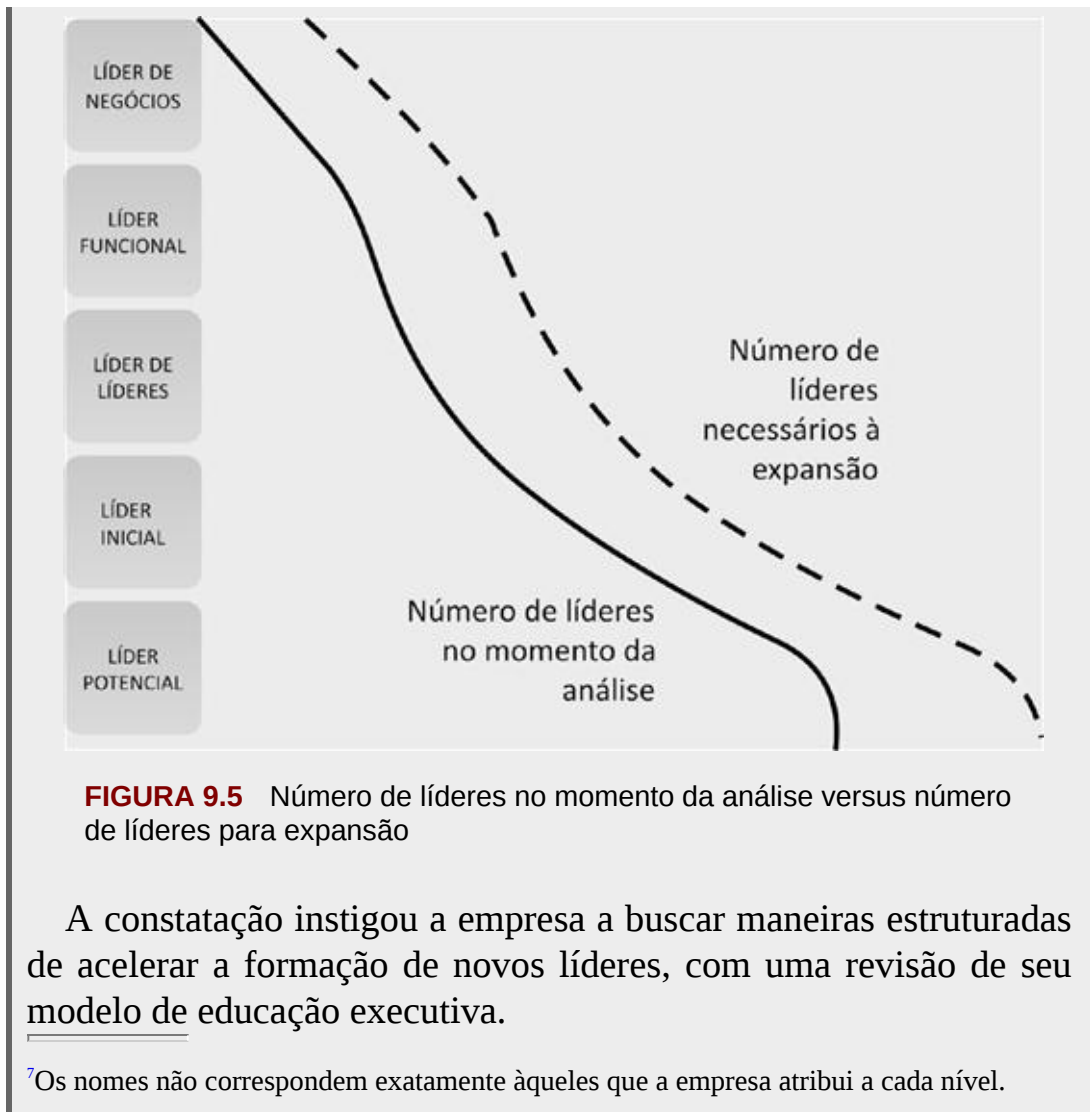 LÍDER DE
NEGÓCIOS
LÍDER
FUNCIONAL
LÍDER DE
LÍDERES
LÍDER
INICIAL
LÍDER
POTENCIAL
Número de
líderes
necessários à
expansão
Número de líderes
no momento da
análise
FIGURA 9.5 Número de líderes no momento da análise versus número
de líderes para expansão
A constatação instigou a empresa a buscar maneiras estruturadas
de acelerar a formação de novos líderes, com uma revisão de seu
modelo de educação executiva.
7Os nomes não correspondem exatamente àqueles que a empresa atribui a cada nível.